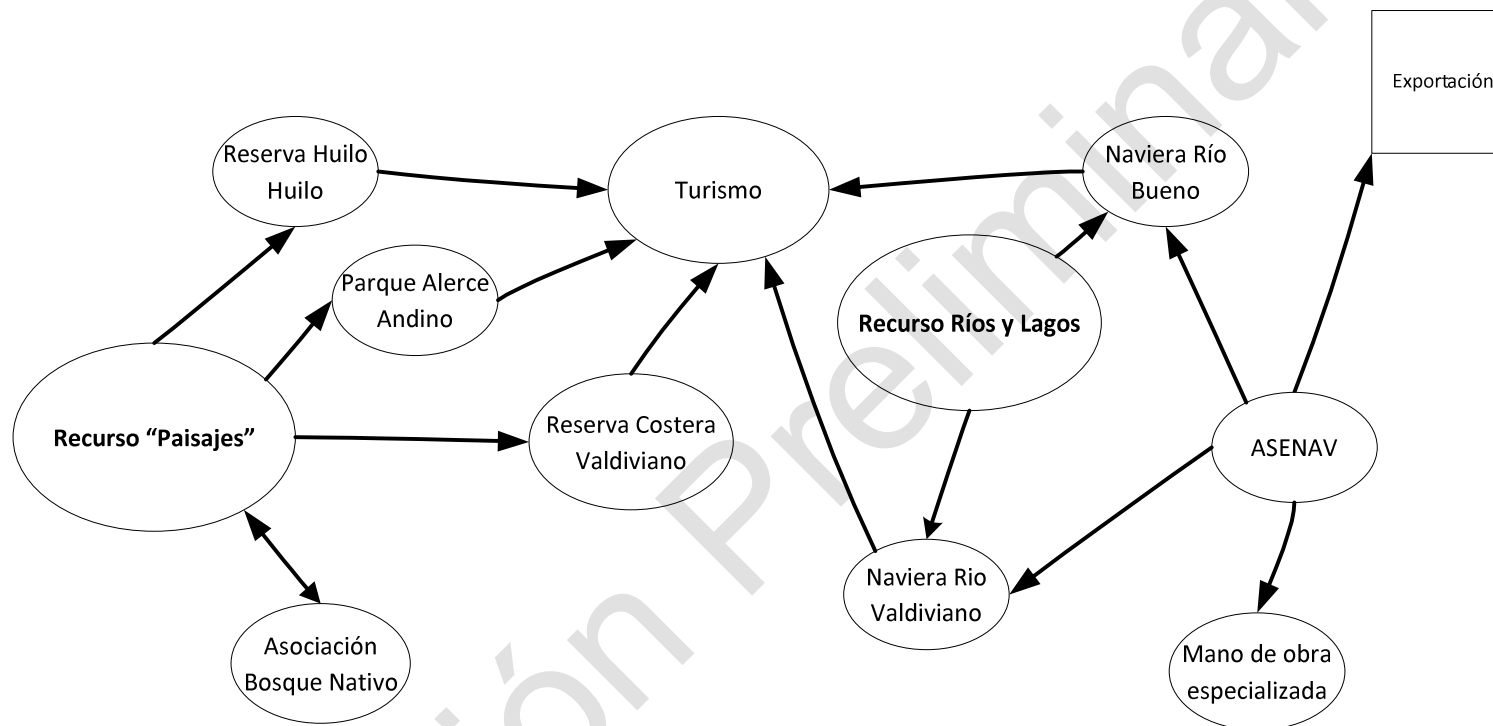 Exportación
Reserva Huilo
Huilo
Turismo
Naviera Río
Bueno
Parque Alerce
Andino
Recurso Ríos y Lagos
Recurso “Paisajes”
Reserva Costera
Valdiviano
ASENAV
Naviera Rio
Valdiviano
Asociación
Bosque Nativo
Mano de obra
especializada
ón Preliminar